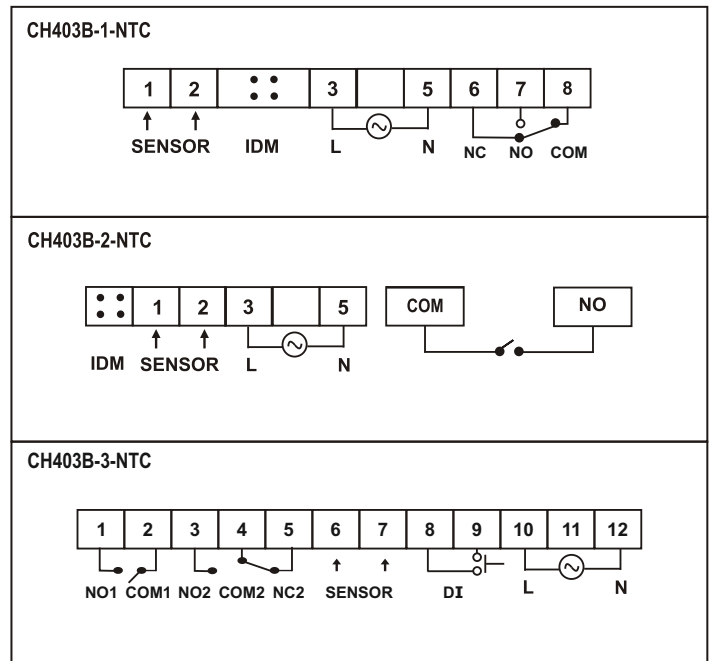 CH403B-1-NTC
1 2 3 5 6 7 8
SENSOR IDM L N NC NO COM
CH403B-2-NTC
1 2 3 5 COM NO
IDM SENSOR L N
CH403B-3-NTC
1 2 3 4 5 6 7 8 9 10 11 12
NO1 COM1 NO2 COM2 NC2 SENSOR DI L N